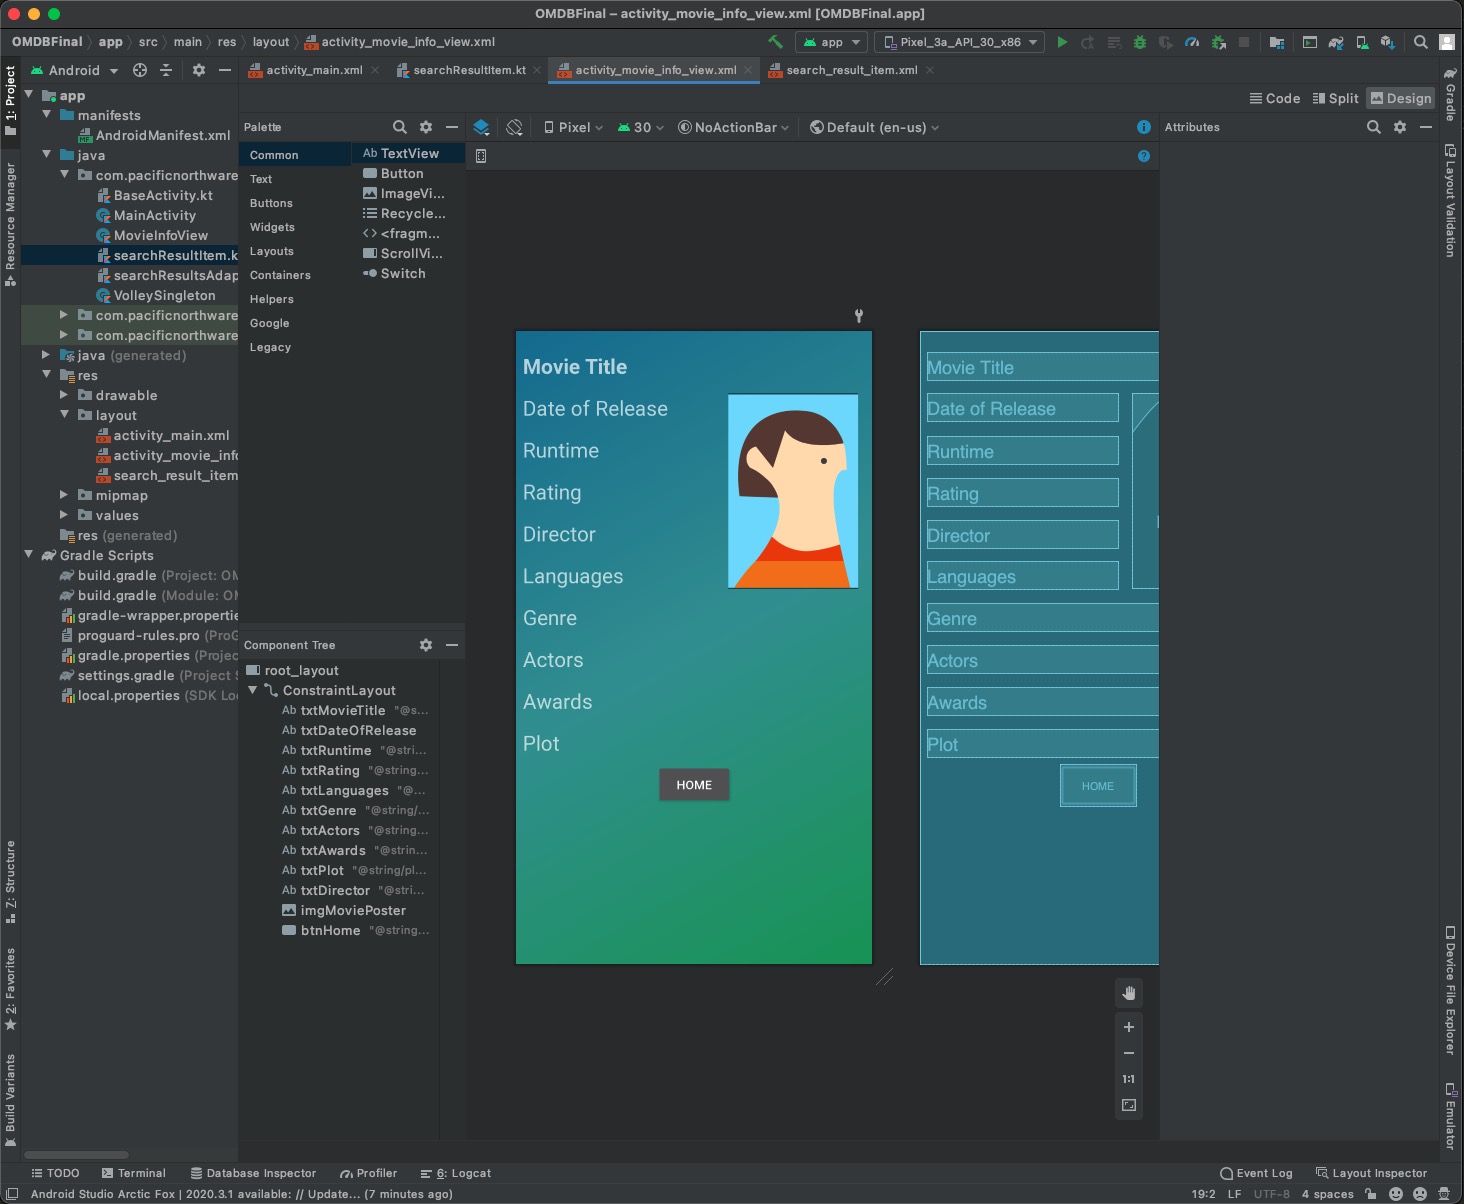 OMDBFinal – activity_movie_info_view.xml [OMDBFinal.app]
OMDBFinal app src main res layout activity_movie_info_view.xml
app Pixel_3a_API_30_x86
Android
activity_main.xml searchResultItem.kt activity_movie_info_view.xml search_result_item.xml
Code Split Design
1: Project
Resource Manager
Z: Structure
2: Favorites
Build Variants
app
manifests
AndroidManifest.xml
java
com.pacificnorthware
BaseActivity.kt
MainActivity
MovieInfoView
searchResultItem.k
searchResultsAdap
VolleySingleton
com.pacificnorthware
com.pacificnorthware
java (generated)
res
drawable
layout
activity_main.xml
activity_movie_info
search_result_item
mipmap
values
res (generated)
Gradle Scripts
build.gradle (Project: OM
build.gradle (Module: OM
gradle-wrapper.propertie
proguard-rules.pro (ProG
gradle.properties (Projec
settings.gradle (Project S
local.properties (SDK Loc
Palette
Common
Text
Buttons
Widgets
Layouts
Containers
Helpers
Google
Legacy
Ab TextView
Button
ImageVi...
Recycle...
<fragm...
ScrollVi...
Switch
Component Tree
root_layout
ConstraintLayout
Ab txtMovieTitle "@s...
Ab txtDateOfRelease
Ab txtRuntime "@stri...
Ab txtRating "@string...
Ab txtLanguages "@...
Ab txtGenre "@string/...
Ab txtActors "@string...
Ab txtAwards "@strin...
Ab txtPlot "@string/pl...
Ab txtDirector "@stri...
imgMoviePoster
btnHome "@string...
Pixel 30 NoActionBar Default (en-us)
Movie Title
Date of Release
Runtime
Rating
Director
Languages
Genre
Actors
Awards
Plot
HOME
Movie Title
Date of Release
Runtime
Rating
Director
Languages
Genre
Actors
Awards
Plot
HOME
1:1
Attributes
Gradle
Layout Validation
Device File Explorer
Emulator
TODO Terminal Database Inspector Profiler 6: Logcat Event Log Layout Inspector
Android Studio Arctic Fox | 2020.3.1 available: // Update... (7 minutes ago) 19:2 LF UTF-8 4 spaces